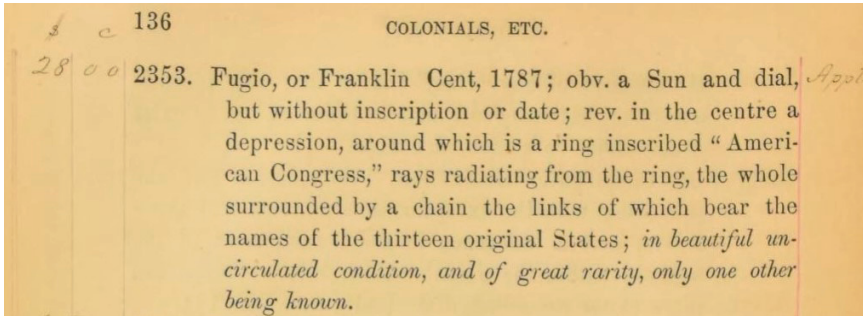 $ c 136 COLONIALS, ETC.
28 00 2353. Fugio, or Franklin Cent, 1787; obv. a Sun and dial, Appl
but without inscription or date; rev. in the centre a
depression, around which is a ring inscribed “Ameri-
can Congress,” rays radiating from the ring, the whole
surrounded by a chain the links of which bear the
names of the thirteen original States; in beautiful un-
circulated condition, and of great rarity, only one other
being known.